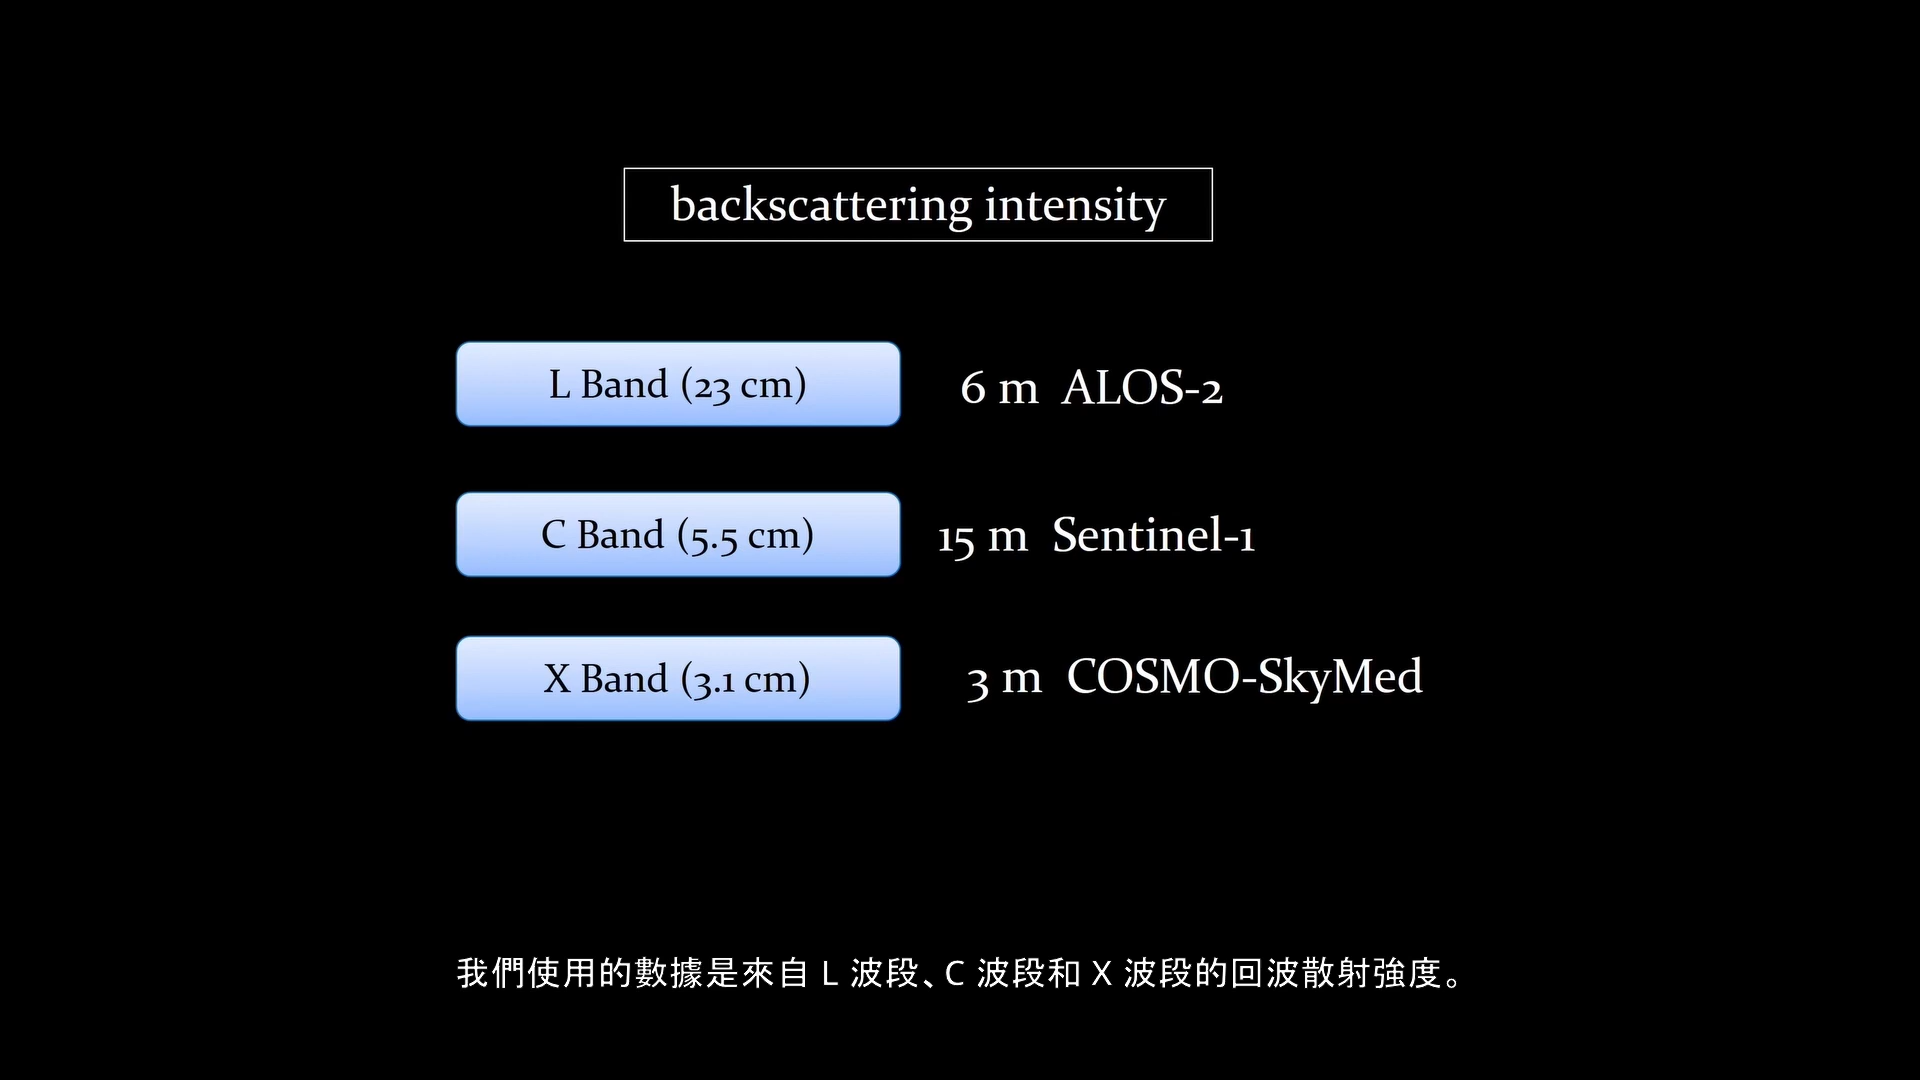 backscattering intensity
L Band (23 cm) 6 m ALOS-2
C Band (5.5 cm) 15 m Sentinel-1
X Band (3.1 cm) 3 m COSMO-SkyMed
我們使用的數據是來自 L 波段、C 波段和 X 波段的回波散射強度。